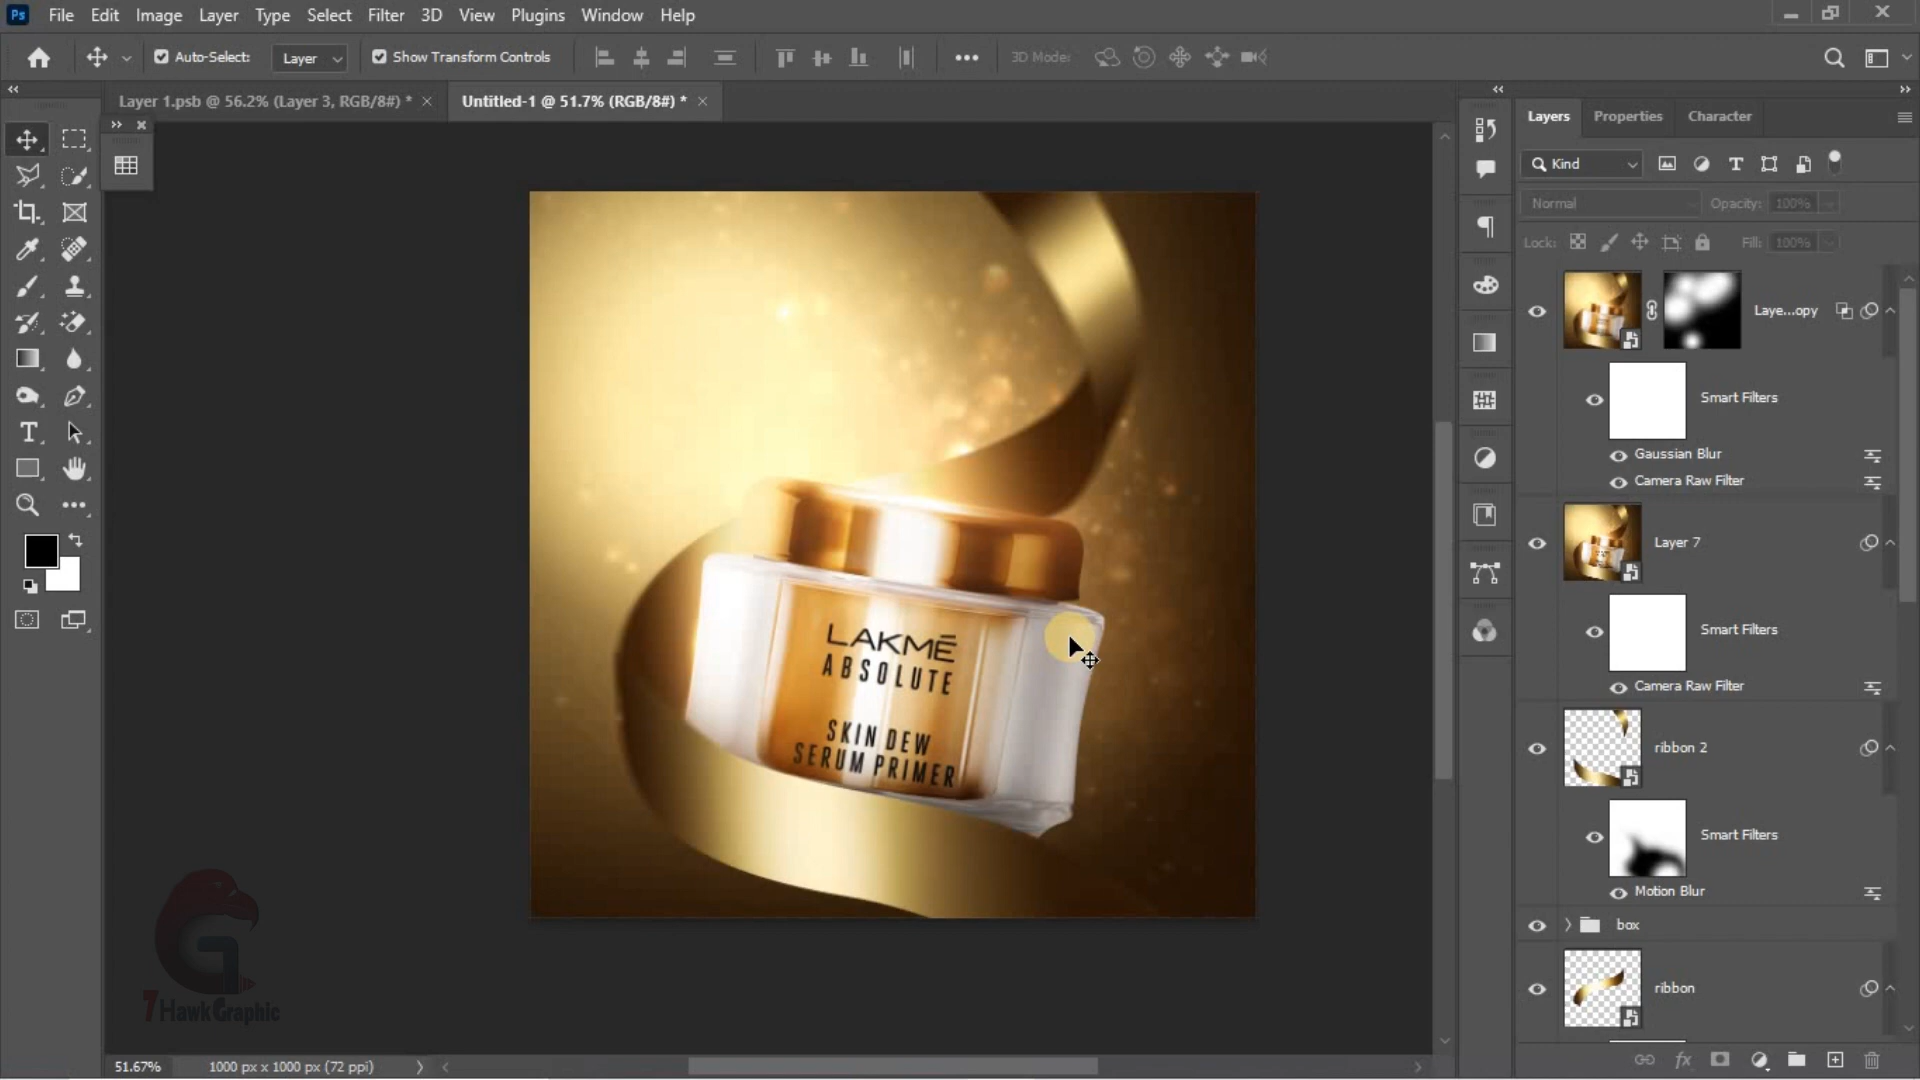 Ps File Edit Image Layer Type Select Filter 3D View Plugins Window Help
Auto-Select: Layer Show Transform Controls 3D Mode:
Layer 1.psb @ 56.2% (Layer 3, RGB/8#) * Untitled-1 @ 51.7% (RGB/8#) *
Layers Properties Character
Kind
Normal Opacity: 100%
Lock: Fill: 100%
Laye...opy
Smart Filters
Gaussian Blur
Camera Raw Filter
Layer 7
Smart Filters
Camera Raw Filter
ribbon 2
Smart Filters
Motion Blur
box
ribbon
LAKMĒ
ABSOLUTE
SKIN DEW
SERUM PRIMER
7HawkGraphic
51.67% 1000 px x 1000 px (72 ppi)